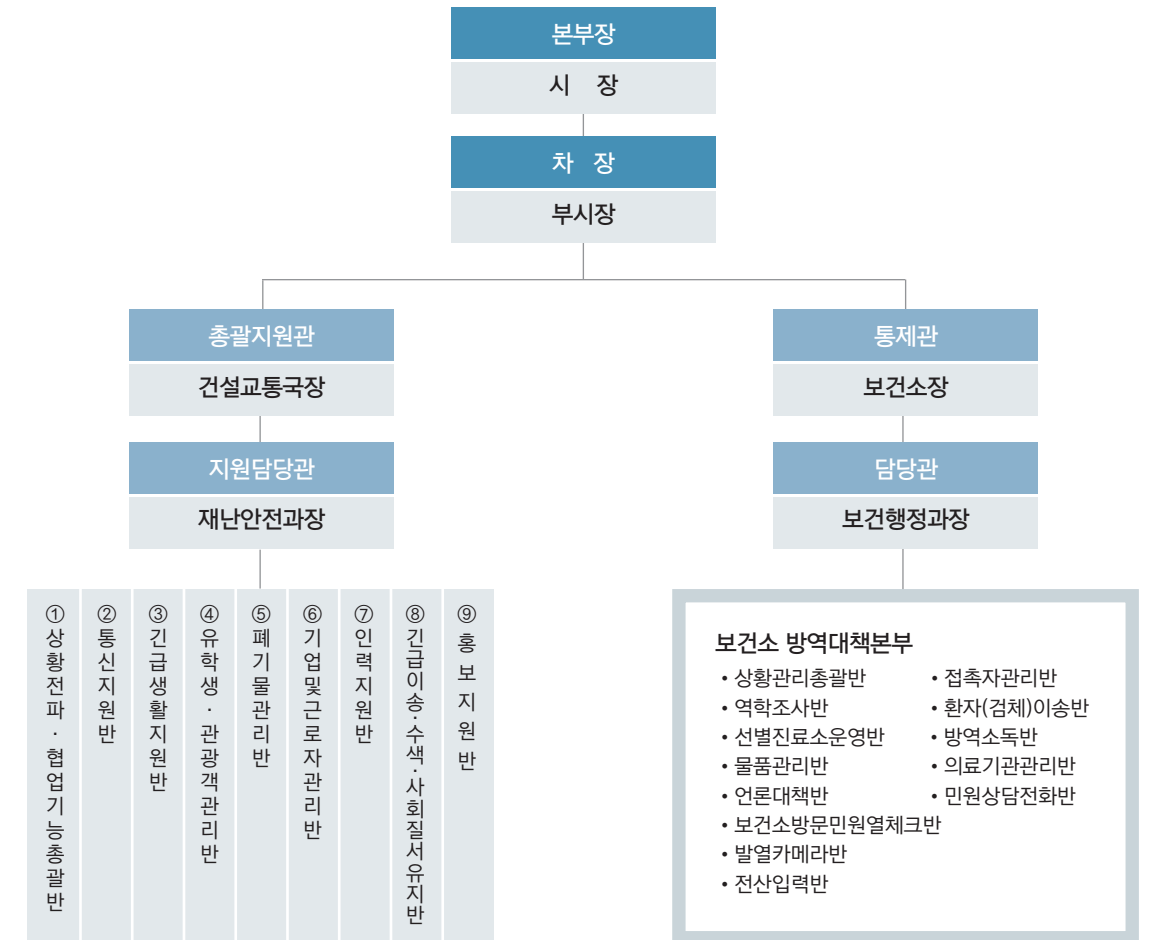 본부장
시 장
차 장
부시장
총괄지원관
건설교통국장
지원담당관
재난안전과장
①상황전파·협업기능총괄반
②통신지원반
③긴급생활지원반
④유학생·관광객관리반
⑤폐기물관리반
⑥기업및근로자관리반
⑦인력지원반
⑧긴급이송·수색·사회질서유지반
⑨홍보지원반
통제관
보건소장
담당관
보건행정과장
보건소 방역대책본부
• 상황관리총괄반
• 역학조사반
• 선별진료소운영반
• 물품관리반
• 언론대책반
• 보건소방문민원열체크반
• 발열카메라반
• 전산입력반
• 접촉자관리반
• 환자(검체)이송반
• 방역소독반
• 의료기관관리반
• 민원상담전화반